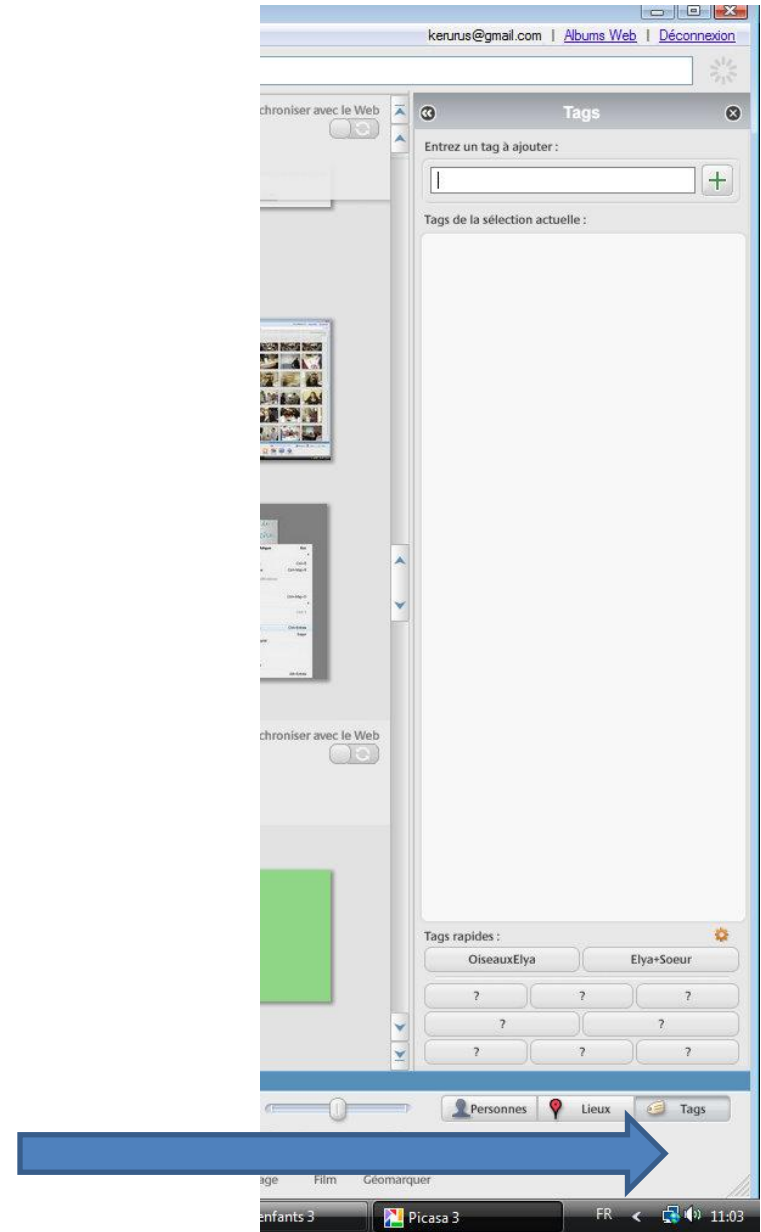 kerurus@gmail.com | Albums Web | Déconnexion
chroniser avec le Web
Tags
Entrez un tag à ajouter :
Tags de la sélection actuelle :
chroniser avec le Web
Tags rapides :
OiseauxElya Elya+Soeur
? ? ?
? ?
? ? ?
Personnes Lieux Tags
age Film Géomarquer
enfants 3 Picasa 3 FR < 11:03